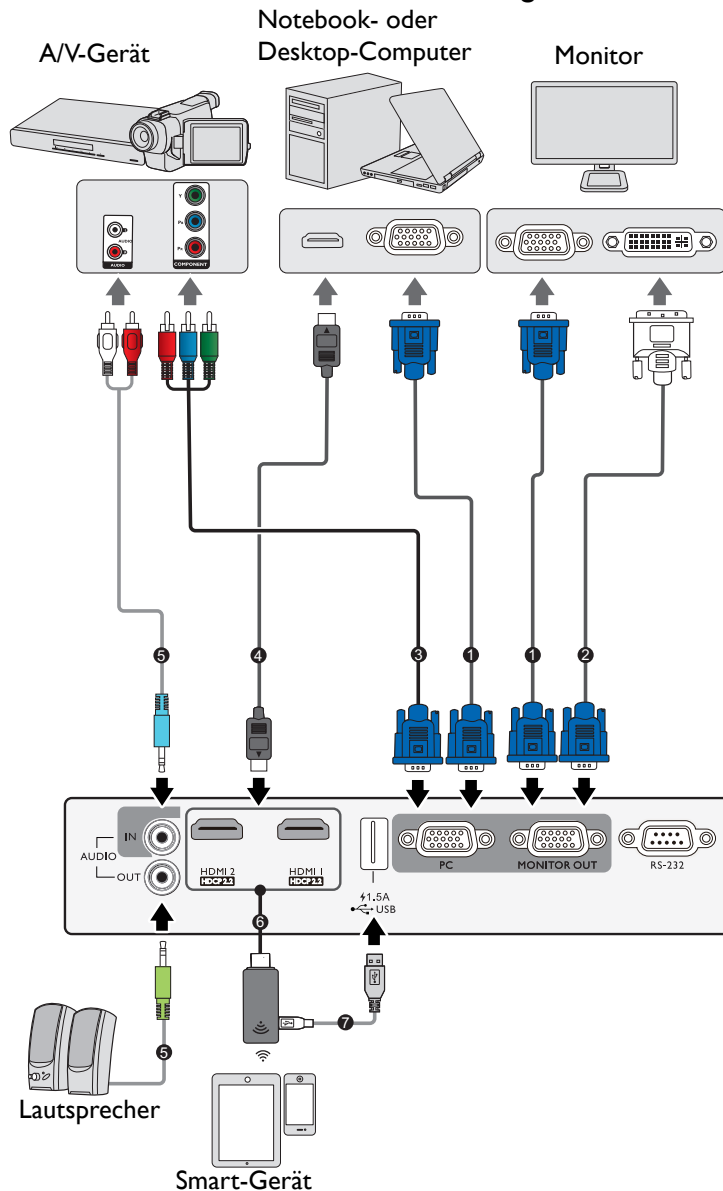 Notebook- oder
Desktop-Computer
A/V-Gerät
Monitor
Y
PB
PR
AUDIO
AUDIO
COMPONENT
5
4
3
1
1
2
IN
AUDIO
OUT
HDMI 2
HDCP 2.2
HDMI 1
HDCP 2.2
1.5A
USB
PC
MONITOR OUT
RS-232
6
7
5
Lautsprecher
Smart-Gerät